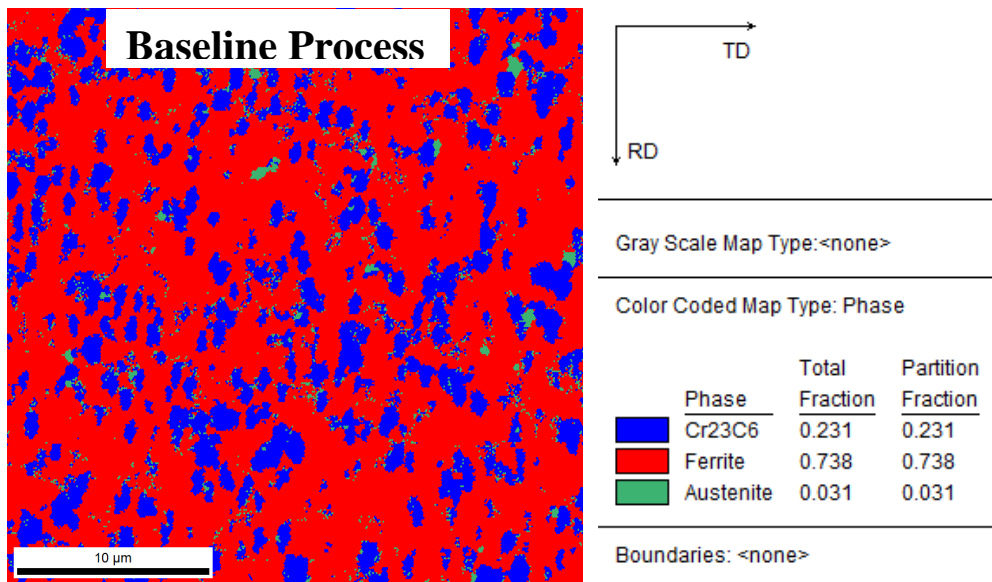 Baseline Process
TD
RD
Gray Scale Map Type:<none>
Color Coded Map Type: Phase
Total Partition
Phase Fraction Fraction
Cr23C6 0.231 0.231
Ferrite 0.738 0.738
Austenite 0.031 0.031
10 µm
Boundaries: <none>